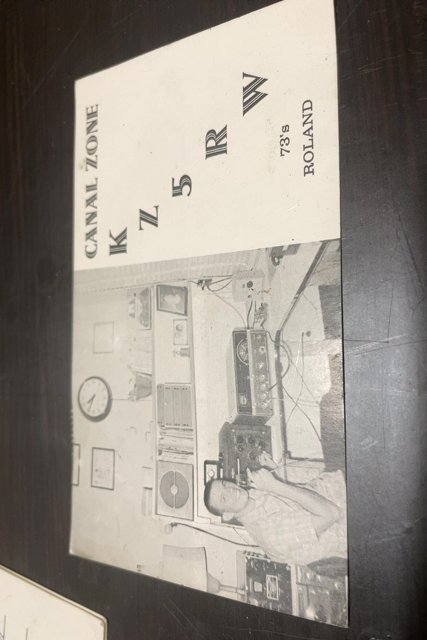 CANAL ZONE
K Z 5 R W
73's
ROLAND